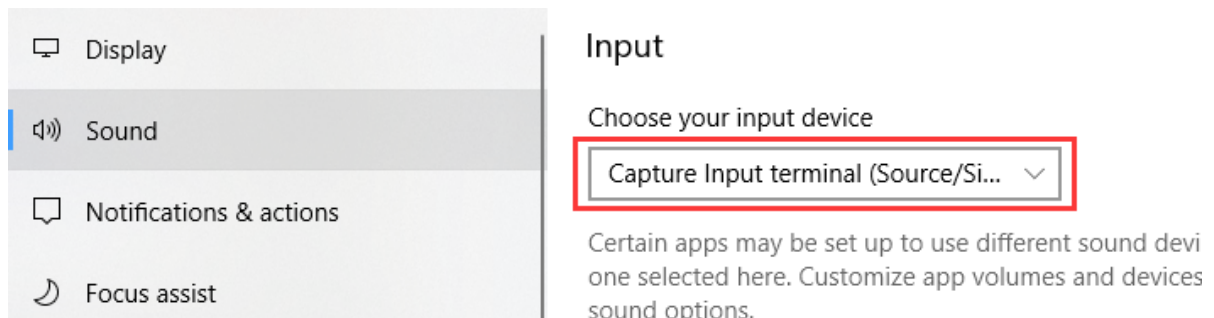 Display
Sound
Notifications & actions
Focus assist
Input
Choose your input device
Capture Input terminal (Source/Si...
Certain apps may be set up to use different sound devi
one selected here. Customize app volumes and devices
sound options.